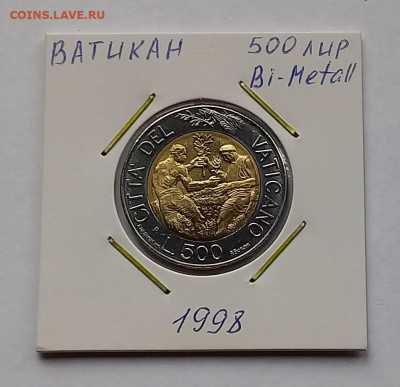 COINS.LAVE.RU
ВАТИКАН 500 лир
Bi-Metall
CITTA' DEL VATICANO
R
L. 500
1998